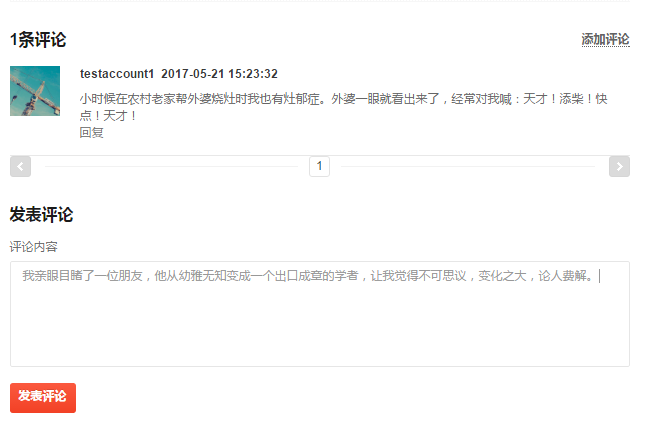 1条评论 添加评论
testaccount1 2017-05-21 15:23:32
小时候在农村老家帮外婆烧灶时我也有灶郁症。外婆一眼就看出来了，经常对我喊：天才！添柴！快
点！天才！
回复
1
发表评论
评论内容
我亲眼目睹了一位朋友，他从幼雅无知变成一个出口成章的学者，让我觉得不可思议，变化之大，论人费解。
发表评论